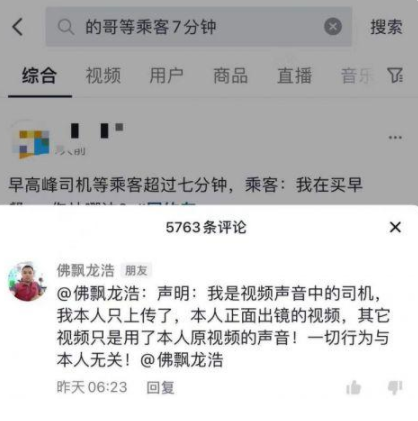 的哥等乘客7分钟
搜索
综合 视频 用户 商品 直播 音乐
早高峰司机等乘客超过七分钟，乘客：我在买早
5763条评论
佛飘龙浩 朋友
@佛飘龙浩：声明：我是视频声音中的司机，
我本人只上传了，本人正面出镜的视频，其它
视频只是用了本人原视频的声音！一切行为与
本人无关！@佛飘龙浩
昨天06:23 回复